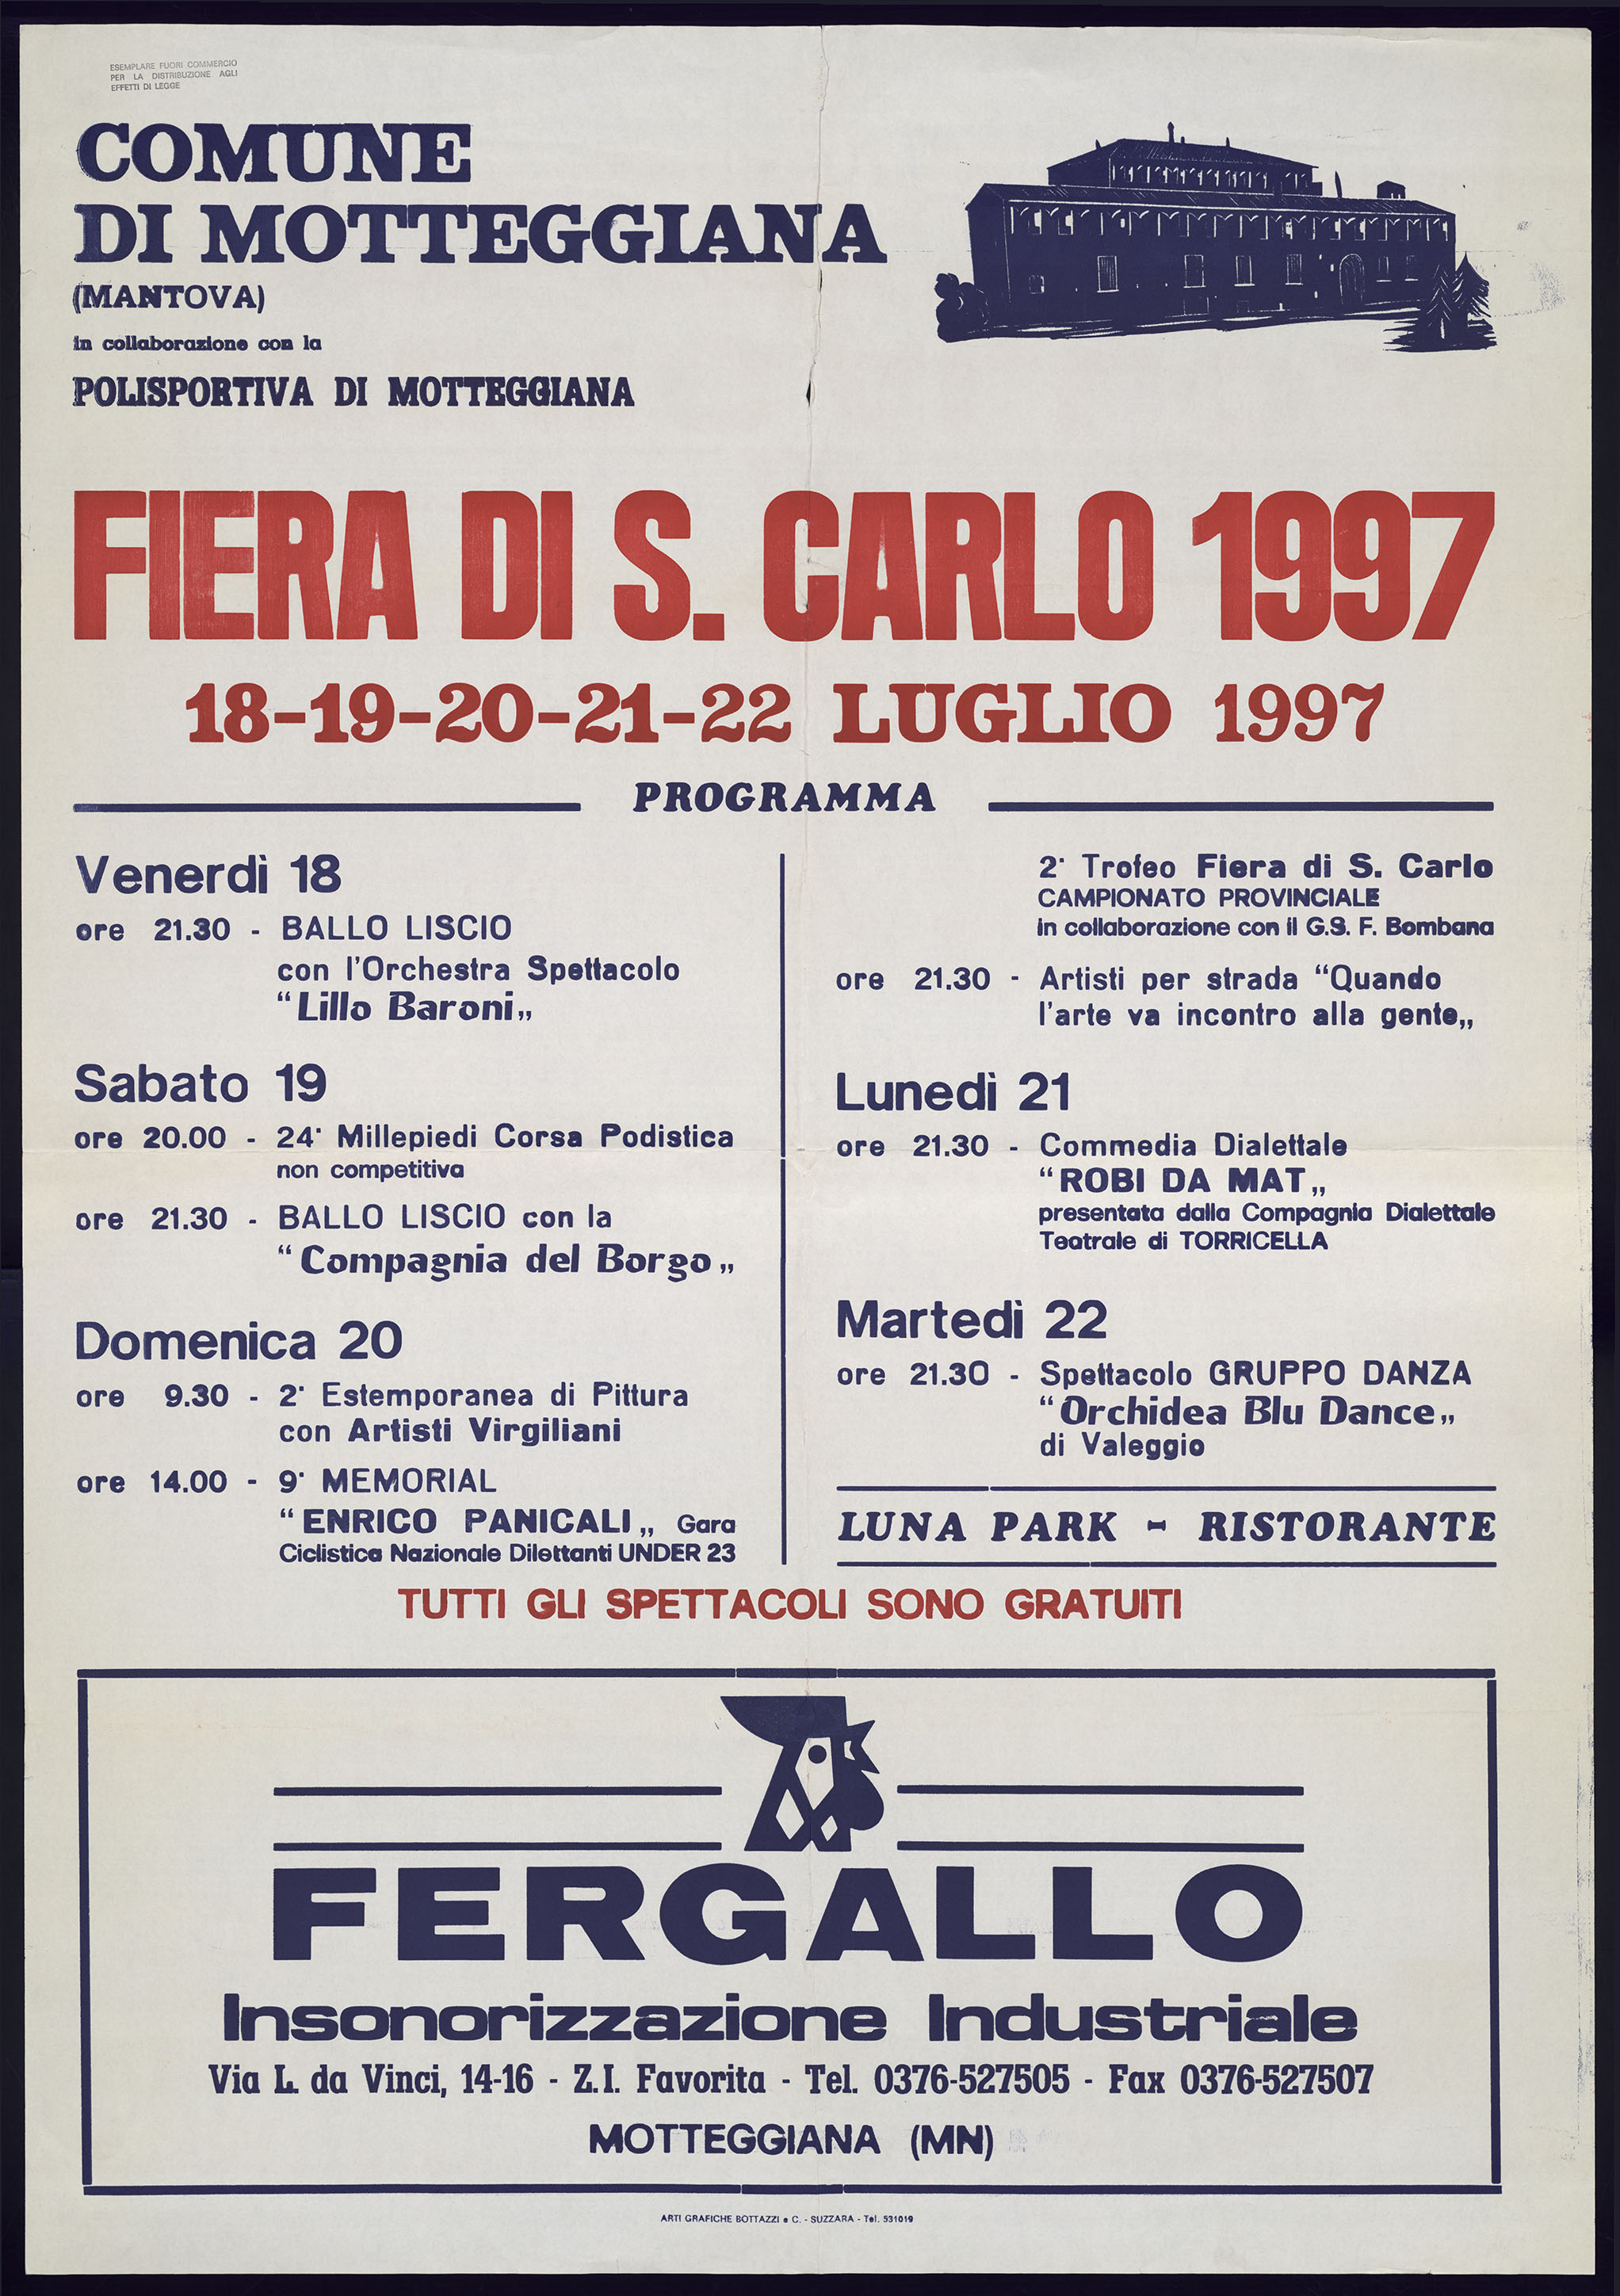 ESEMPLARE FUORI COMMERCIO
PER LA DISTRIBUZIONE AGLI
EFFETTI DI LEGGE
COMUNE
DI MOTTEGGIANA
(MANTOVA)
in collaborazione con la
POLISPORTIVA DI MOTTEGGIANA
FIERA DI S. CARLO 1997
18-19-20-21-22 LUGLIO 1997
PROGRAMMA
Venerdì 18
ore 21.30 - BALLO LISCIO
con l'Orchestra Spettacolo
“Lillo Baroni„
Sabato 19
ore 20.00 - 24· Millepiedi Corsa Podistica
non competitiva
ore 21.30 - BALLO LISCIO con la
“Compagnia del Borgo„
Domenica 20
ore 9.30 - 2· Estemporanea di Pittura
con Artisti Virgiliani
ore 14.00 - 9· MEMORIAL
“ENRICO PANICALI„ Gara
Ciclistica Nazionale Dilettanti UNDER 23
2· Trofeo Fiera di S. Carlo
CAMPIONATO PROVINCIALE
in collaborazione con il G.S. F. Bombana
ore 21.30 - Artisti per strada “Quando
l'arte va incontro alla gente„
Lunedì 21
ore 21.30 - Commedia Dialettale
“ROBI DA MAT„
presentata dalla Compagnia Dialettale
Teatrale di TORRICELLA
Martedì 22
ore 21.30 - Spettacolo GRUPPO DANZA
“Orchidea Blu Dance„
di Valeggio
LUNA PARK - RISTORANTE
TUTTI GLI SPETTACOLI SONO GRATUITI
FERGALLO
Insonorizzazione Industriale
Via L. da Vinci, 14-16 - Z.I. Favorita - Tel. 0376-527505 - Fax 0376-527507
MOTTEGGIANA (MN)
ARTI GRAFICHE BOTTAZZI e C. - SUZZARA - Tel. 531019